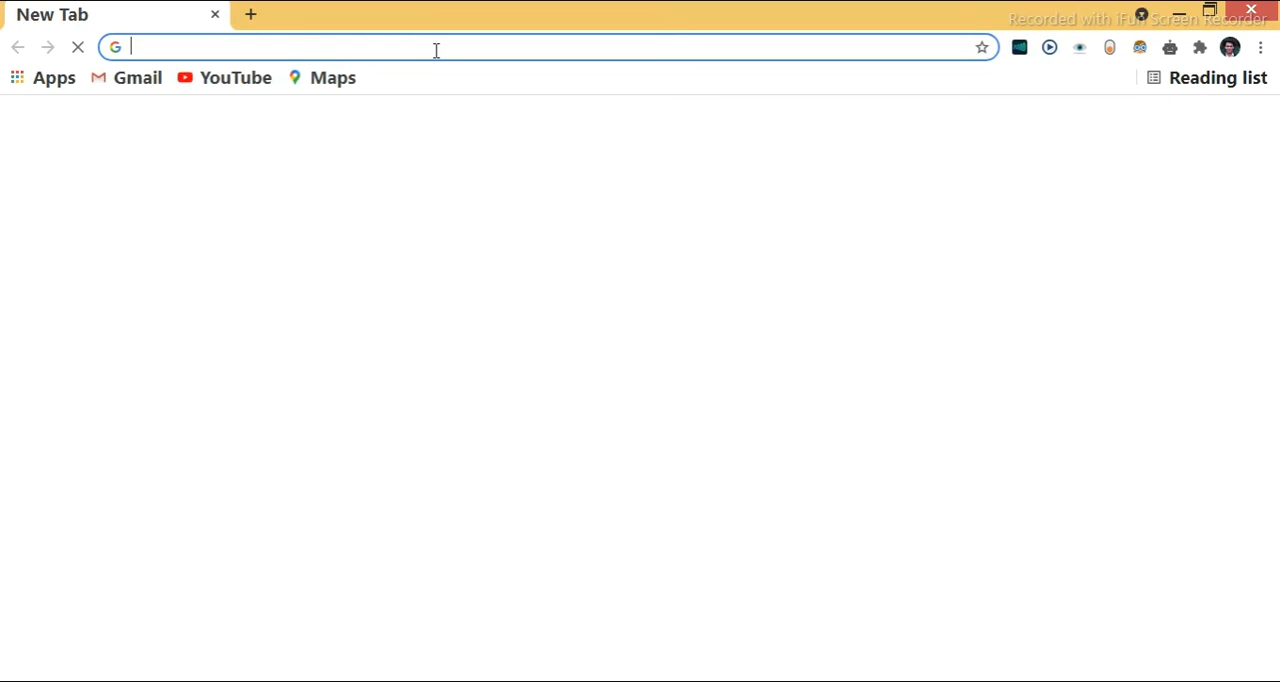 New Tab
Recorded with iFun Screen Recorder
Apps Gmail YouTube Maps Reading list